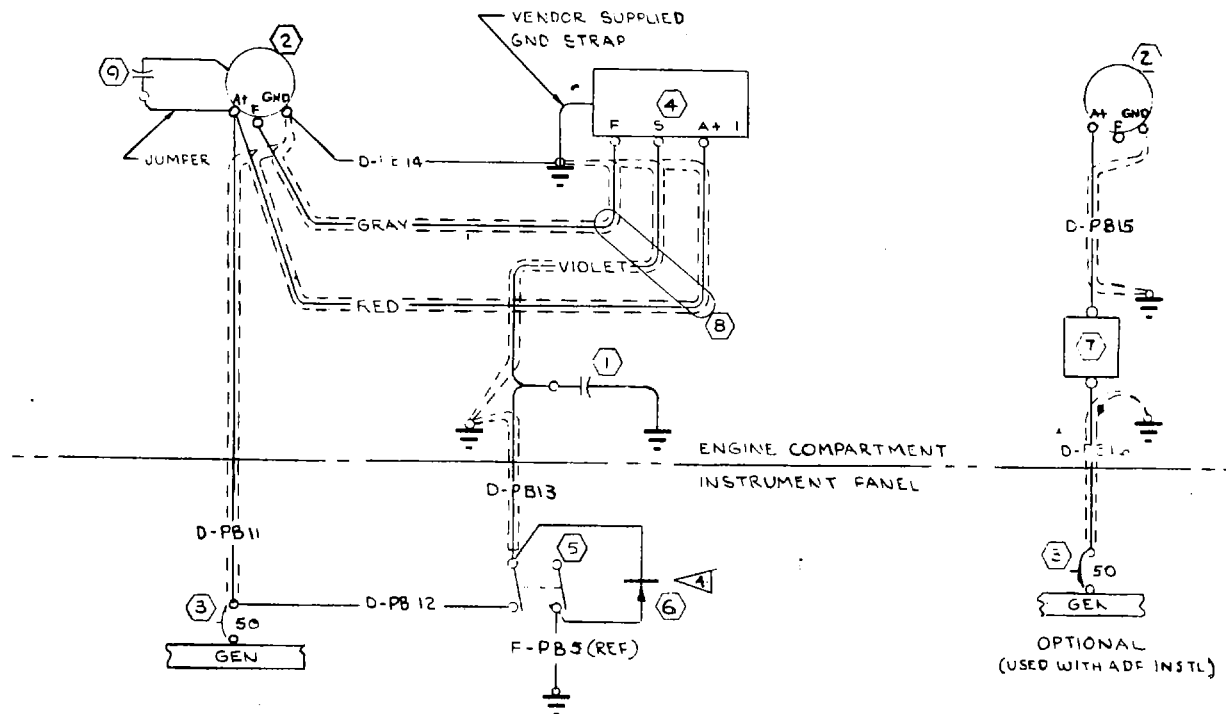 VENDOR SUPPLIED
GND STRAP
2
9
A+ F GND
JUMPER
4
F S A+ 1
2
A+ F GND
GRAY
VIOLET
RED
8
D-PB15
7
1
ENGINE COMPARTMENT
INSTRUMENT PANEL
D-PB13
D-PB11
5
4
6
3
50
GEN
D-PB12
F-PB5 (REF)
3
50
GEN
OPTIONAL
(USED WITH ADF INSTL)